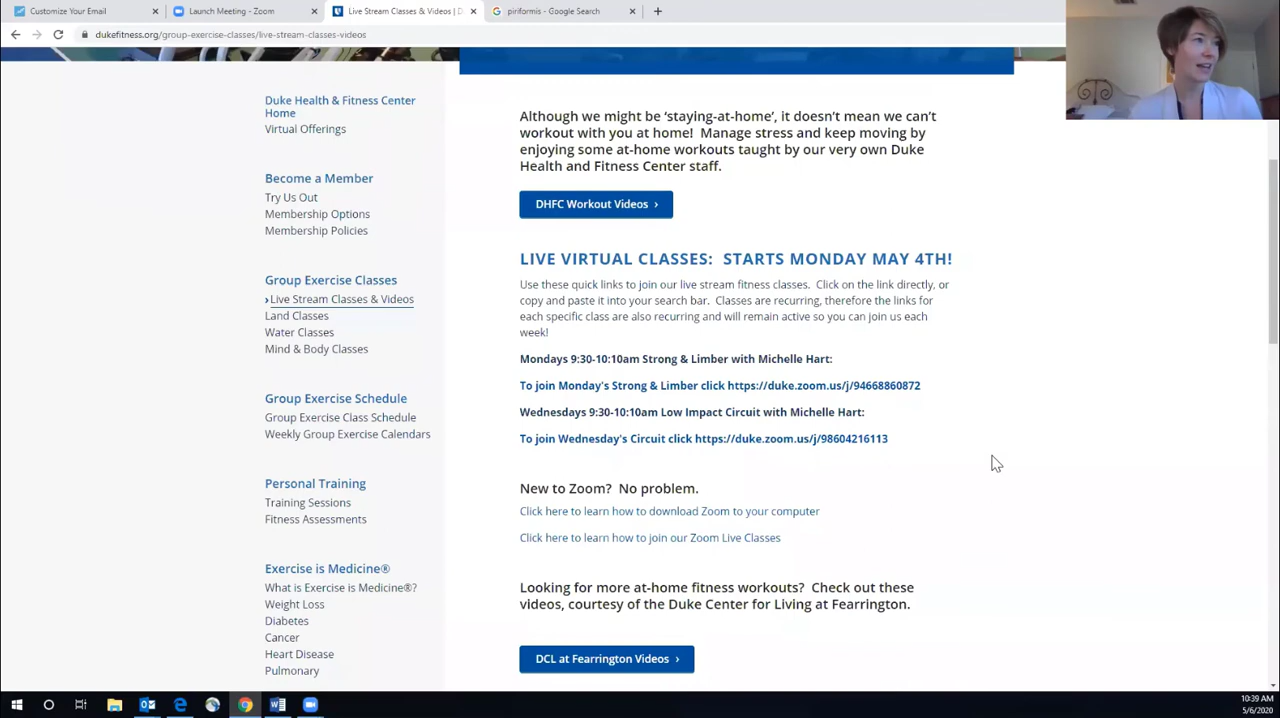 Customize Your Email
Launch Meeting - Zoom
Live Stream Classes & Videos | D
piriformis - Google Search
dukefitness.org/group-exercise-classes/live-stream-classes-videos
Duke Health & Fitness Center
Home
Virtual Offerings
Become a Member
Try Us Out
Membership Options
Membership Policies
Group Exercise Classes
Live Stream Classes & Videos
Land Classes
Water Classes
Mind & Body Classes
Group Exercise Schedule
Group Exercise Class Schedule
Weekly Group Exercise Calendars
Personal Training
Training Sessions
Fitness Assessments
Exercise is Medicine®
What is Exercise is Medicine®?
Weight Loss
Diabetes
Cancer
Heart Disease
Pulmonary
Although we might be ‘staying-at-home’, it doesn’t mean we can’t
workout with you at home! Manage stress and keep moving by
enjoying some at-home workouts taught by our very own Duke
Health and Fitness Center staff.
DHFC Workout Videos ›
LIVE VIRTUAL CLASSES: STARTS MONDAY MAY 4TH!
Use these quick links to join our live stream fitness classes. Click on the link directly, or
copy and paste it into your search bar. Classes are recurring, therefore the links for
each specific class are also recurring and will remain active so you can join us each
week!
Mondays 9:30-10:10am Strong & Limber with Michelle Hart:
To join Monday's Strong & Limber click https://duke.zoom.us/j/94668860872
Wednesdays 9:30-10:10am Low Impact Circuit with Michelle Hart:
To join Wednesday's Circuit click https://duke.zoom.us/j/98604216113
New to Zoom? No problem.
Click here to learn how to download Zoom to your computer
Click here to learn how to join our Zoom Live Classes
Looking for more at-home fitness workouts? Check out these
videos, courtesy of the Duke Center for Living at Fearrington.
DCL at Fearrington Videos ›
10:39 AM
5/6/2020